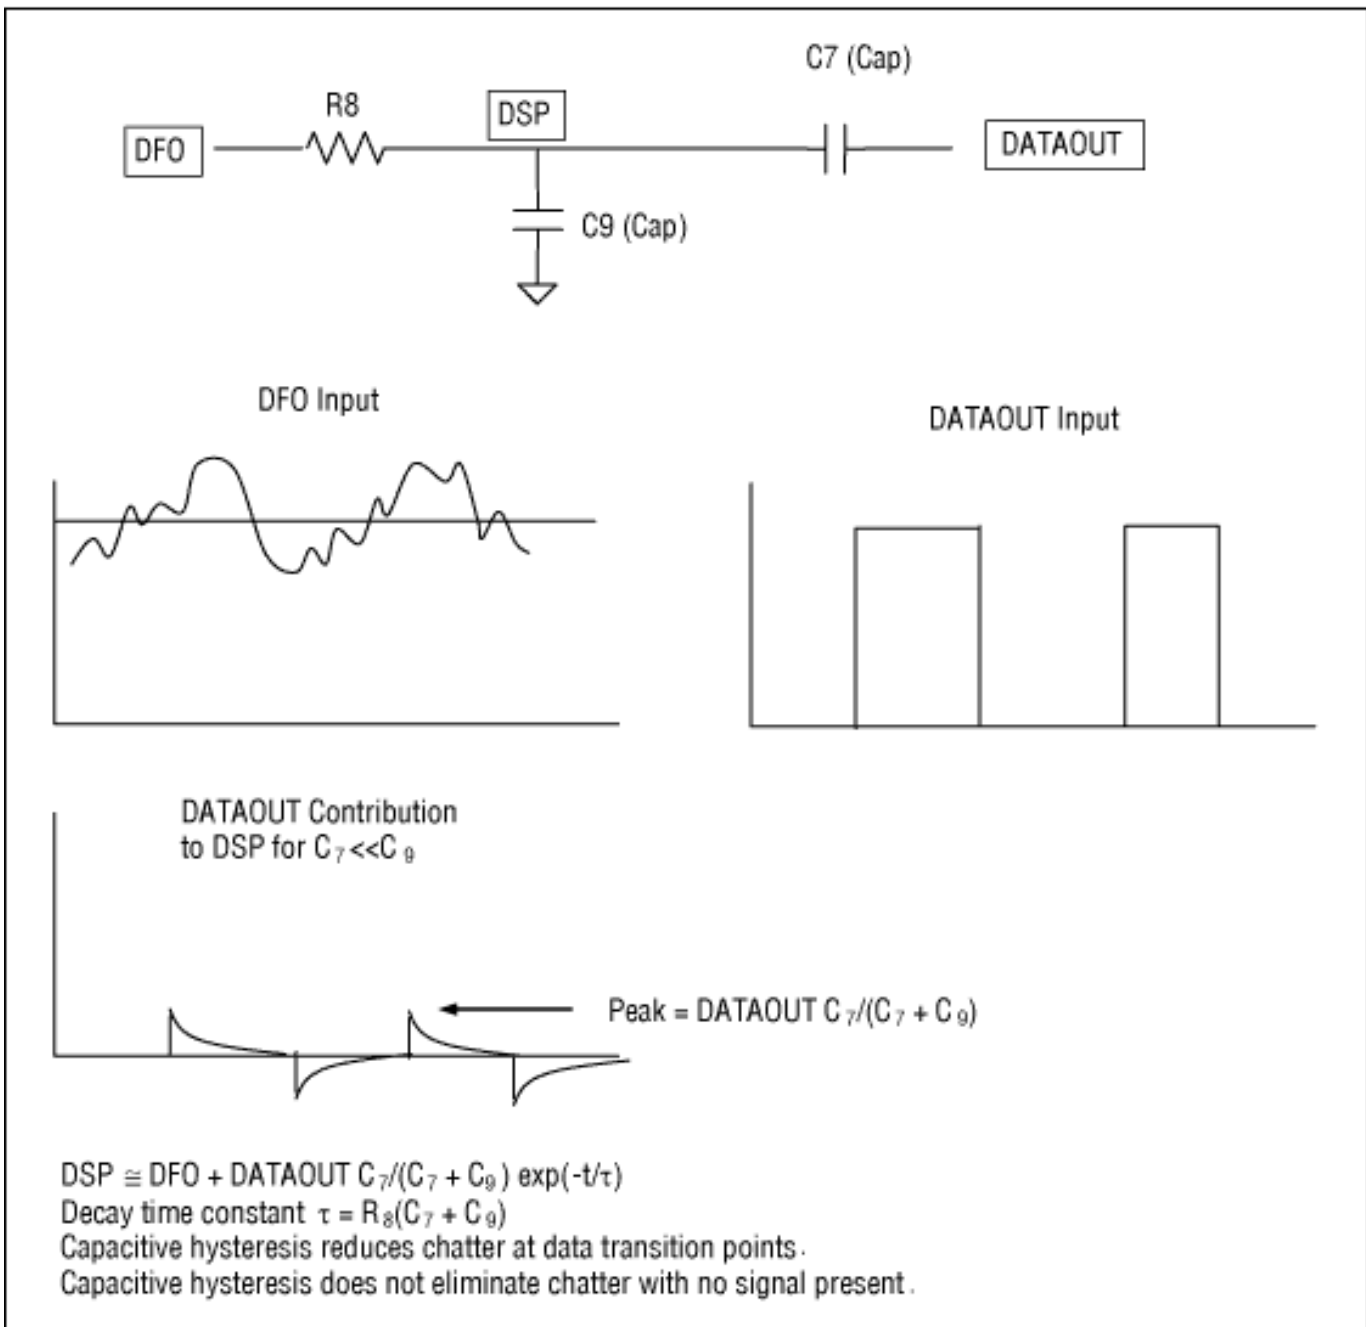 C7 (Cap)
R8
DSP
DFO
DATAOUT
C9 (Cap)
DFO Input
DATAOUT Input
DATAOUT Contribution
to DSP for C₇<<C₉
Peak = DATAOUT C₇/(C₇ + C₉)
DSP ≅ DFO + DATAOUT C₇/(C₇ + C₉) exp(-t/τ)
Decay time constant τ = R₈(C₇ + C₉)
Capacitive hysteresis reduces chatter at data transition points.
Capacitive hysteresis does not eliminate chatter with no signal present.